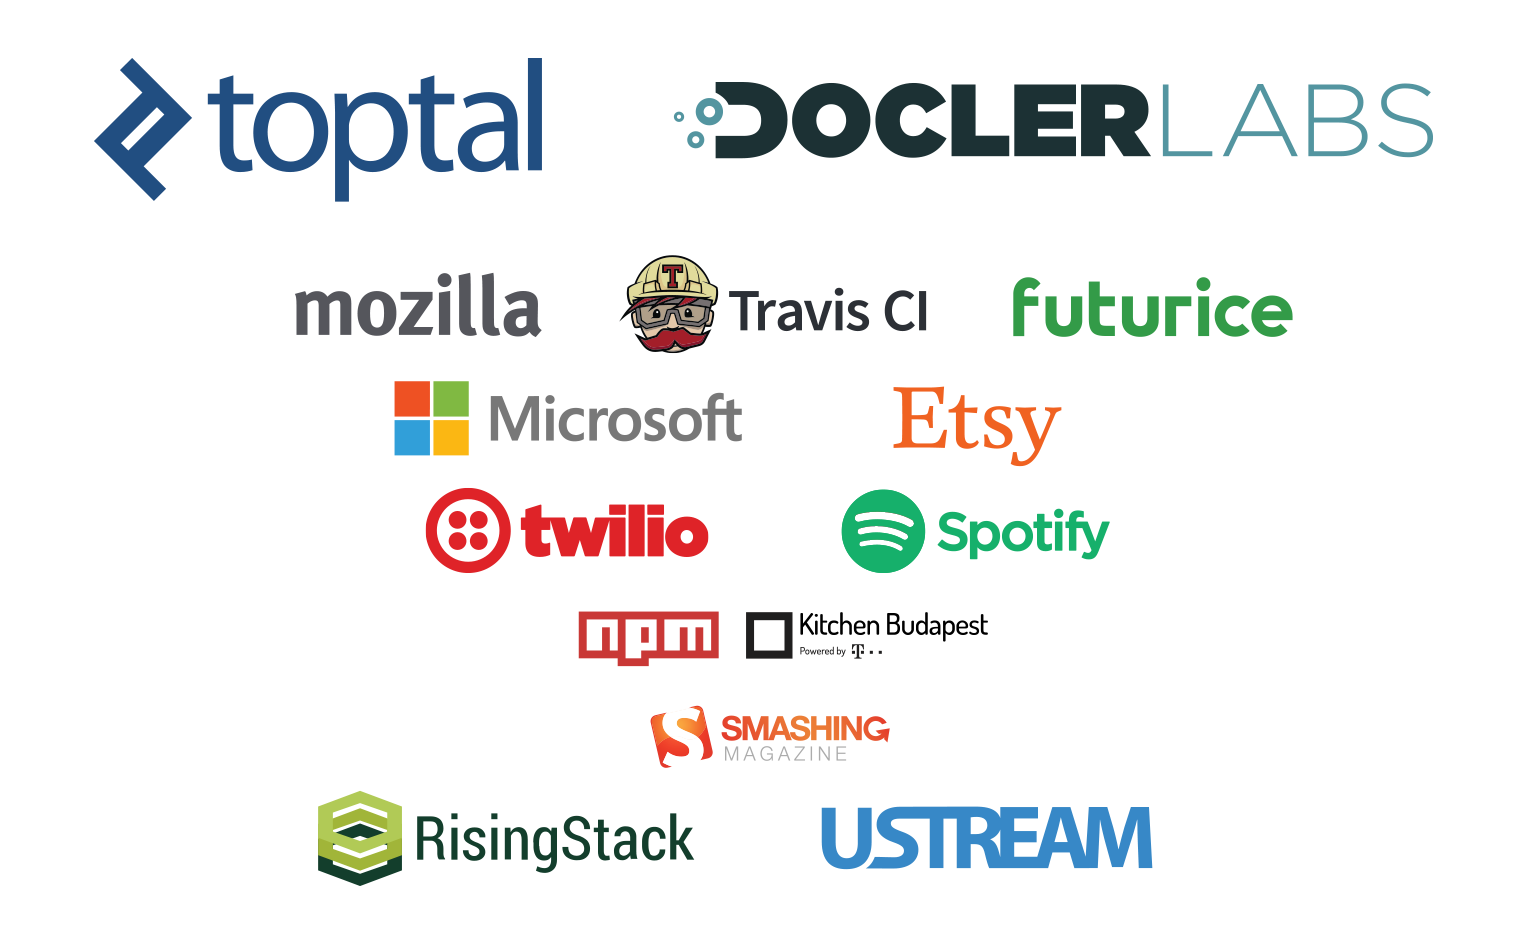 toptal
DOCLERLABS
mozilla
T
Travis CI
futurice
Microsoft
Etsy
twilio
Spotify
npm
Kitchen Budapest
Powered by T
S
SMASHING
MAGAZINE
RisingStack
USTREAM